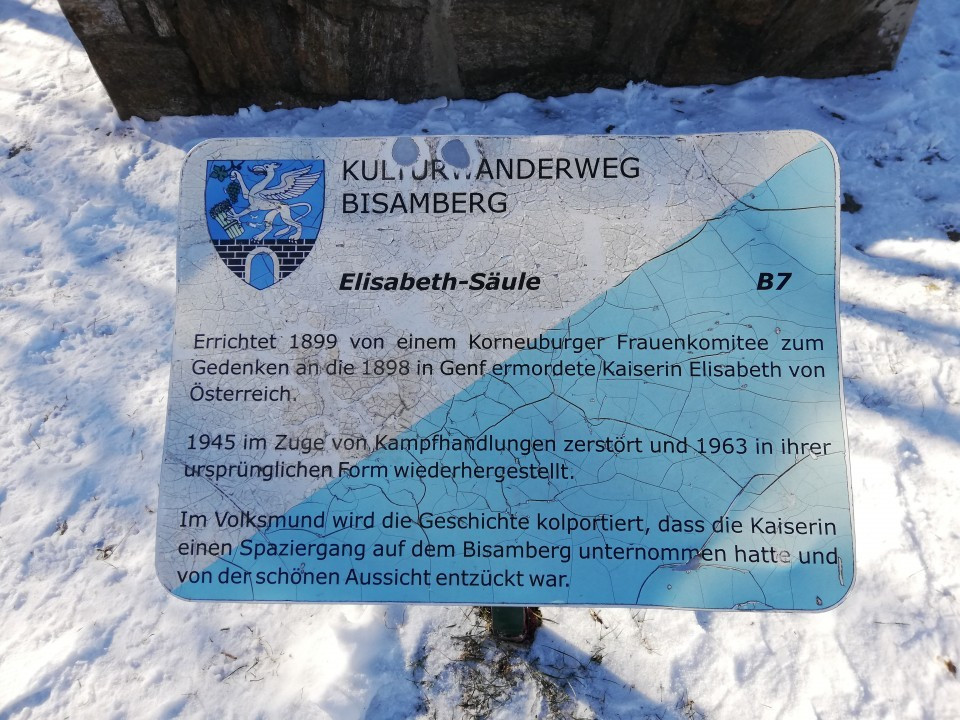 KULTURWANDERWEG
BISAMBERG
Elisabeth-Säule B7
Errichtet 1899 von einem Korneuburger Frauenkomitee zum
Gedenken an die 1898 in Genf ermordete Kaiserin Elisabeth von
Österreich.
1945 im Zuge von Kampfhandlungen zerstört und 1963 in ihrer
ursprünglichen Form wiederhergestellt.
Im Volksmund wird die Geschichte kolportiert, dass die Kaiserin
einen Spaziergang auf dem Bisamberg unternommen hatte und
von der schönen Aussicht entzückt war.